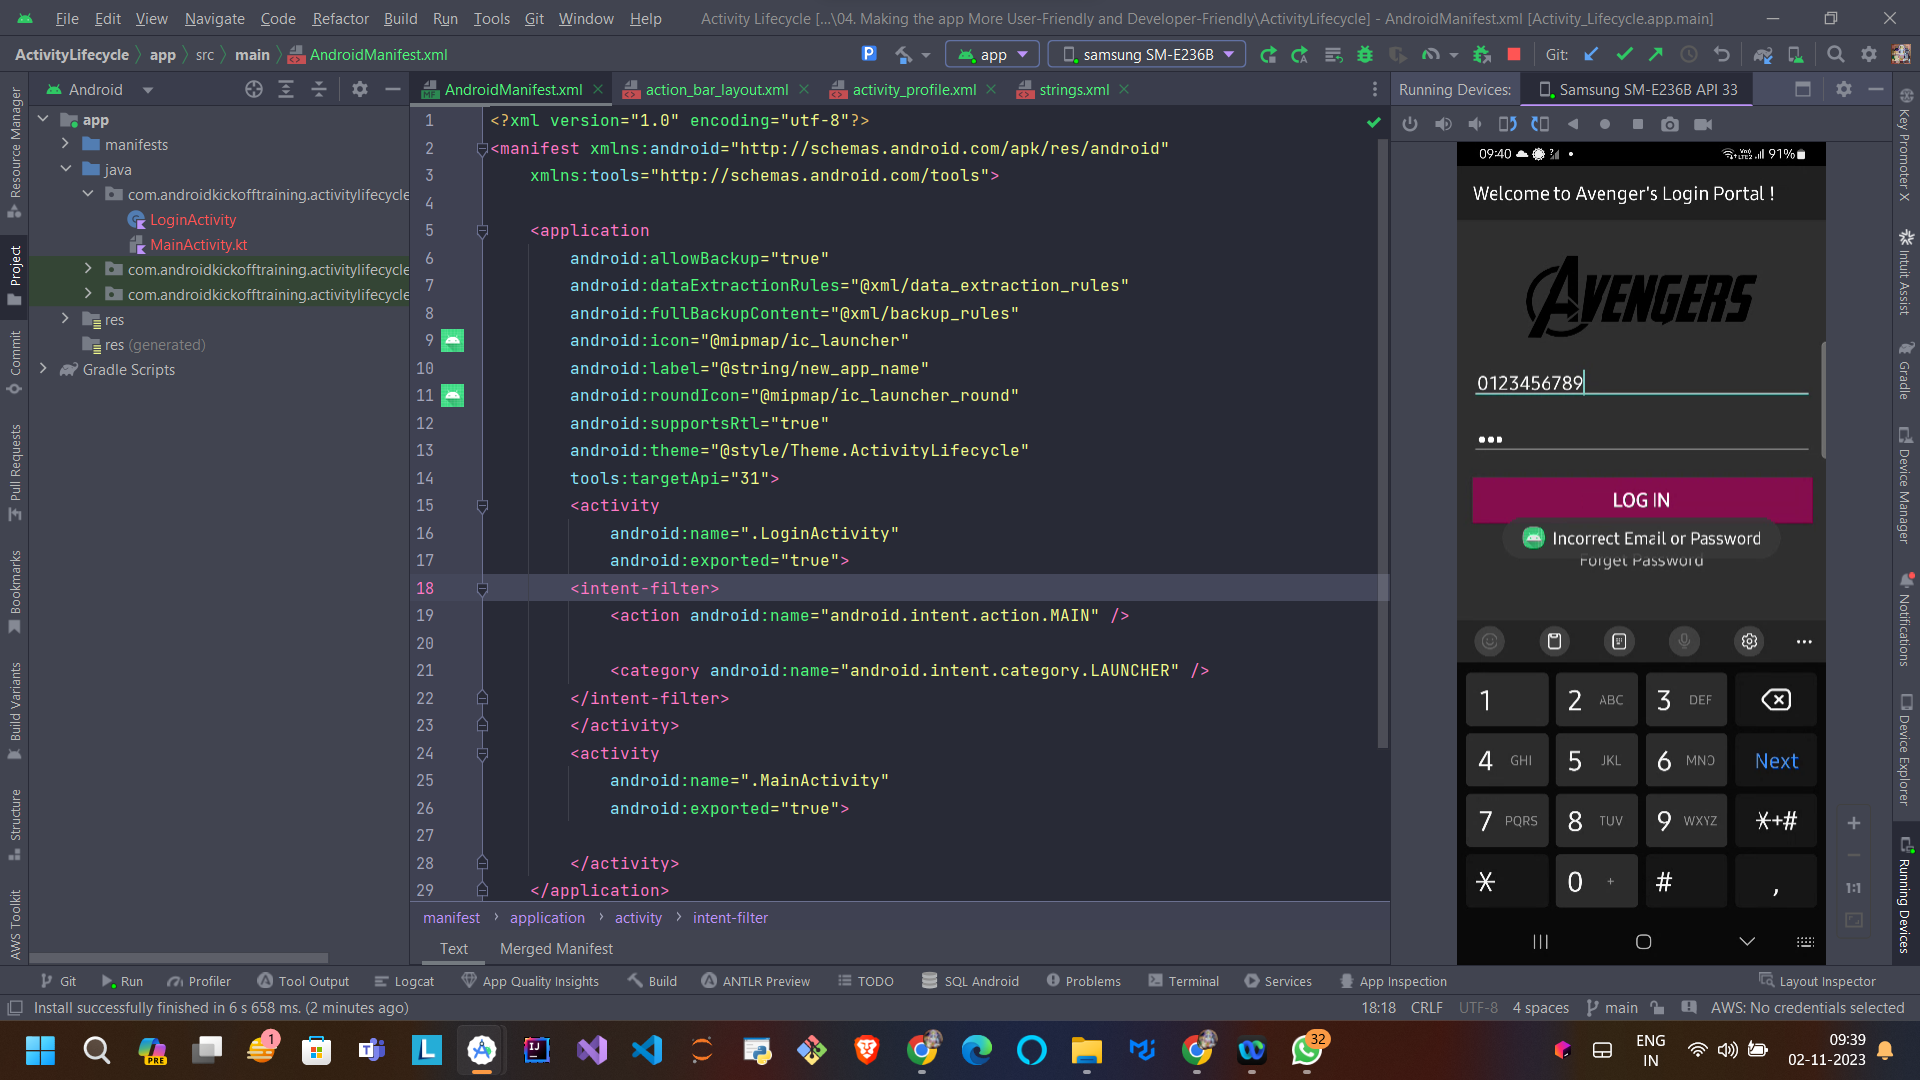 File Edit View Navigate Code Refactor Build Run Tools Git Window Help Activity Lifecycle [...\04. Making the app More User-Friendly and Developer-Friendly\ActivityLifecycle] - AndroidManifest.xml [Activity_Lifecycle.app.main]
ActivityLifecycle app src main AndroidManifest.xml
app samsung SM-E236B Git:
Android
AndroidManifest.xml action_bar_layout.xml activity_profile.xml strings.xml
Running Devices: Samsung SM-E236B API 33
Resource Manager
Project
Commit
Pull Requests
Bookmarks
Build Variants
Structure
AWS Toolkit
app
manifests
java
com.androidkickofftraining.activitylifecycle
LoginActivity
MainActivity.kt
com.androidkickofftraining.activitylifecycle
com.androidkickofftraining.activitylifecycle
res
res (generated)
Gradle Scripts
1 <?xml version="1.0" encoding="utf-8"?>
2 <manifest xmlns:android="http://schemas.android.com/apk/res/android"
3 xmlns:tools="http://schemas.android.com/tools">
4
5 <application
6 android:allowBackup="true"
7 android:dataExtractionRules="@xml/data_extraction_rules"
8 android:fullBackupContent="@xml/backup_rules"
9 android:icon="@mipmap/ic_launcher"
10 android:label="@string/new_app_name"
11 android:roundIcon="@mipmap/ic_launcher_round"
12 android:supportsRtl="true"
13 android:theme="@style/Theme.ActivityLifecycle"
14 tools:targetApi="31">
15 <activity
16 android:name=".LoginActivity"
17 android:exported="true">
18 <intent-filter>
19 <action android:name="android.intent.action.MAIN" />
20
21 <category android:name="android.intent.category.LAUNCHER" />
22 </intent-filter>
23 </activity>
24 <activity
25 android:name=".MainActivity"
26 android:exported="true">
27
28 </activity>
29 </application>
manifest application activity intent-filter
Text Merged Manifest
09:40 91%
Welcome to Avenger's Login Portal !
AVENGERS
0123456789
LOG IN
Incorrect Email or Password
Forget Password
1 2 ABC 3 DEF
4 GHI 5 JKL 6 MNO Next
7 PQRS 8 TUV 9 WXYZ *+#
* 0 + # ,
1:1
Key Promoter X
Intuit Assist
Gradle
Device Manager
Notifications
Device Explorer
Running Devices
Git Run Profiler Tool Output Logcat App Quality Insights Build ANTLR Preview TODO SQL Android Problems Terminal Services App Inspection Layout Inspector
Install successfully finished in 6 s 658 ms. (2 minutes ago) 18:18 CRLF UTF-8 4 spaces main AWS: No credentials selected
PRE 1 32
ENG
IN
09:39
02-11-2023